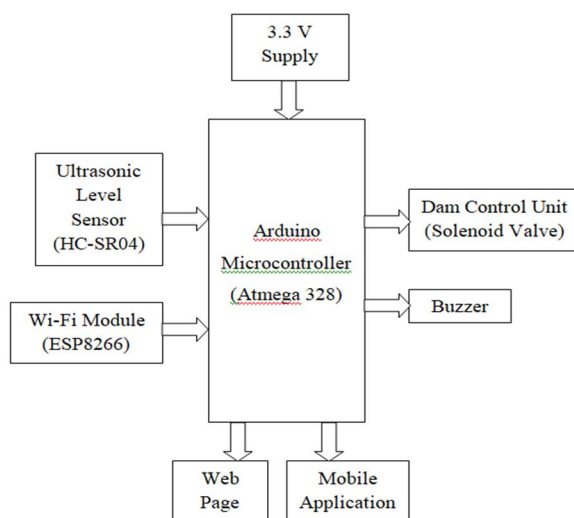 3.3 V
Supply
Ultrasonic
Level
Sensor
(HC-SR04)
Arduino
Microcontroller
(Atmega 328)
Dam Control Unit
(Solenoid Valve)
Wi-Fi Module
(ESP8266)
Buzzer
Web
Page
Mobile
Application